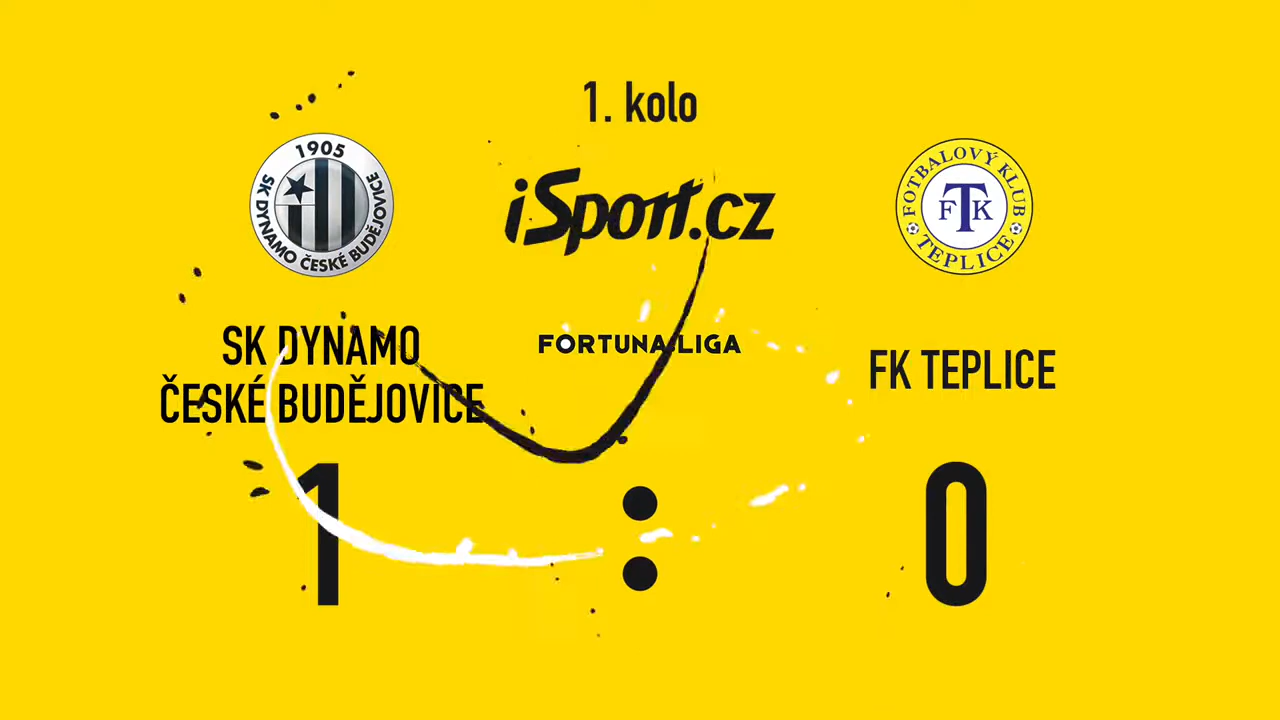 1. kolo
1905
SK DYNAMO ČESKÉ BUDĚJOVICE
iSport.cz
FOTBALOVÝ KLUB
FTK
TEPLICE
SK DYNAMO
ČESKÉ BUDĚJOVICE
FORTUNA:LIGA
FK TEPLICE
1 : 0